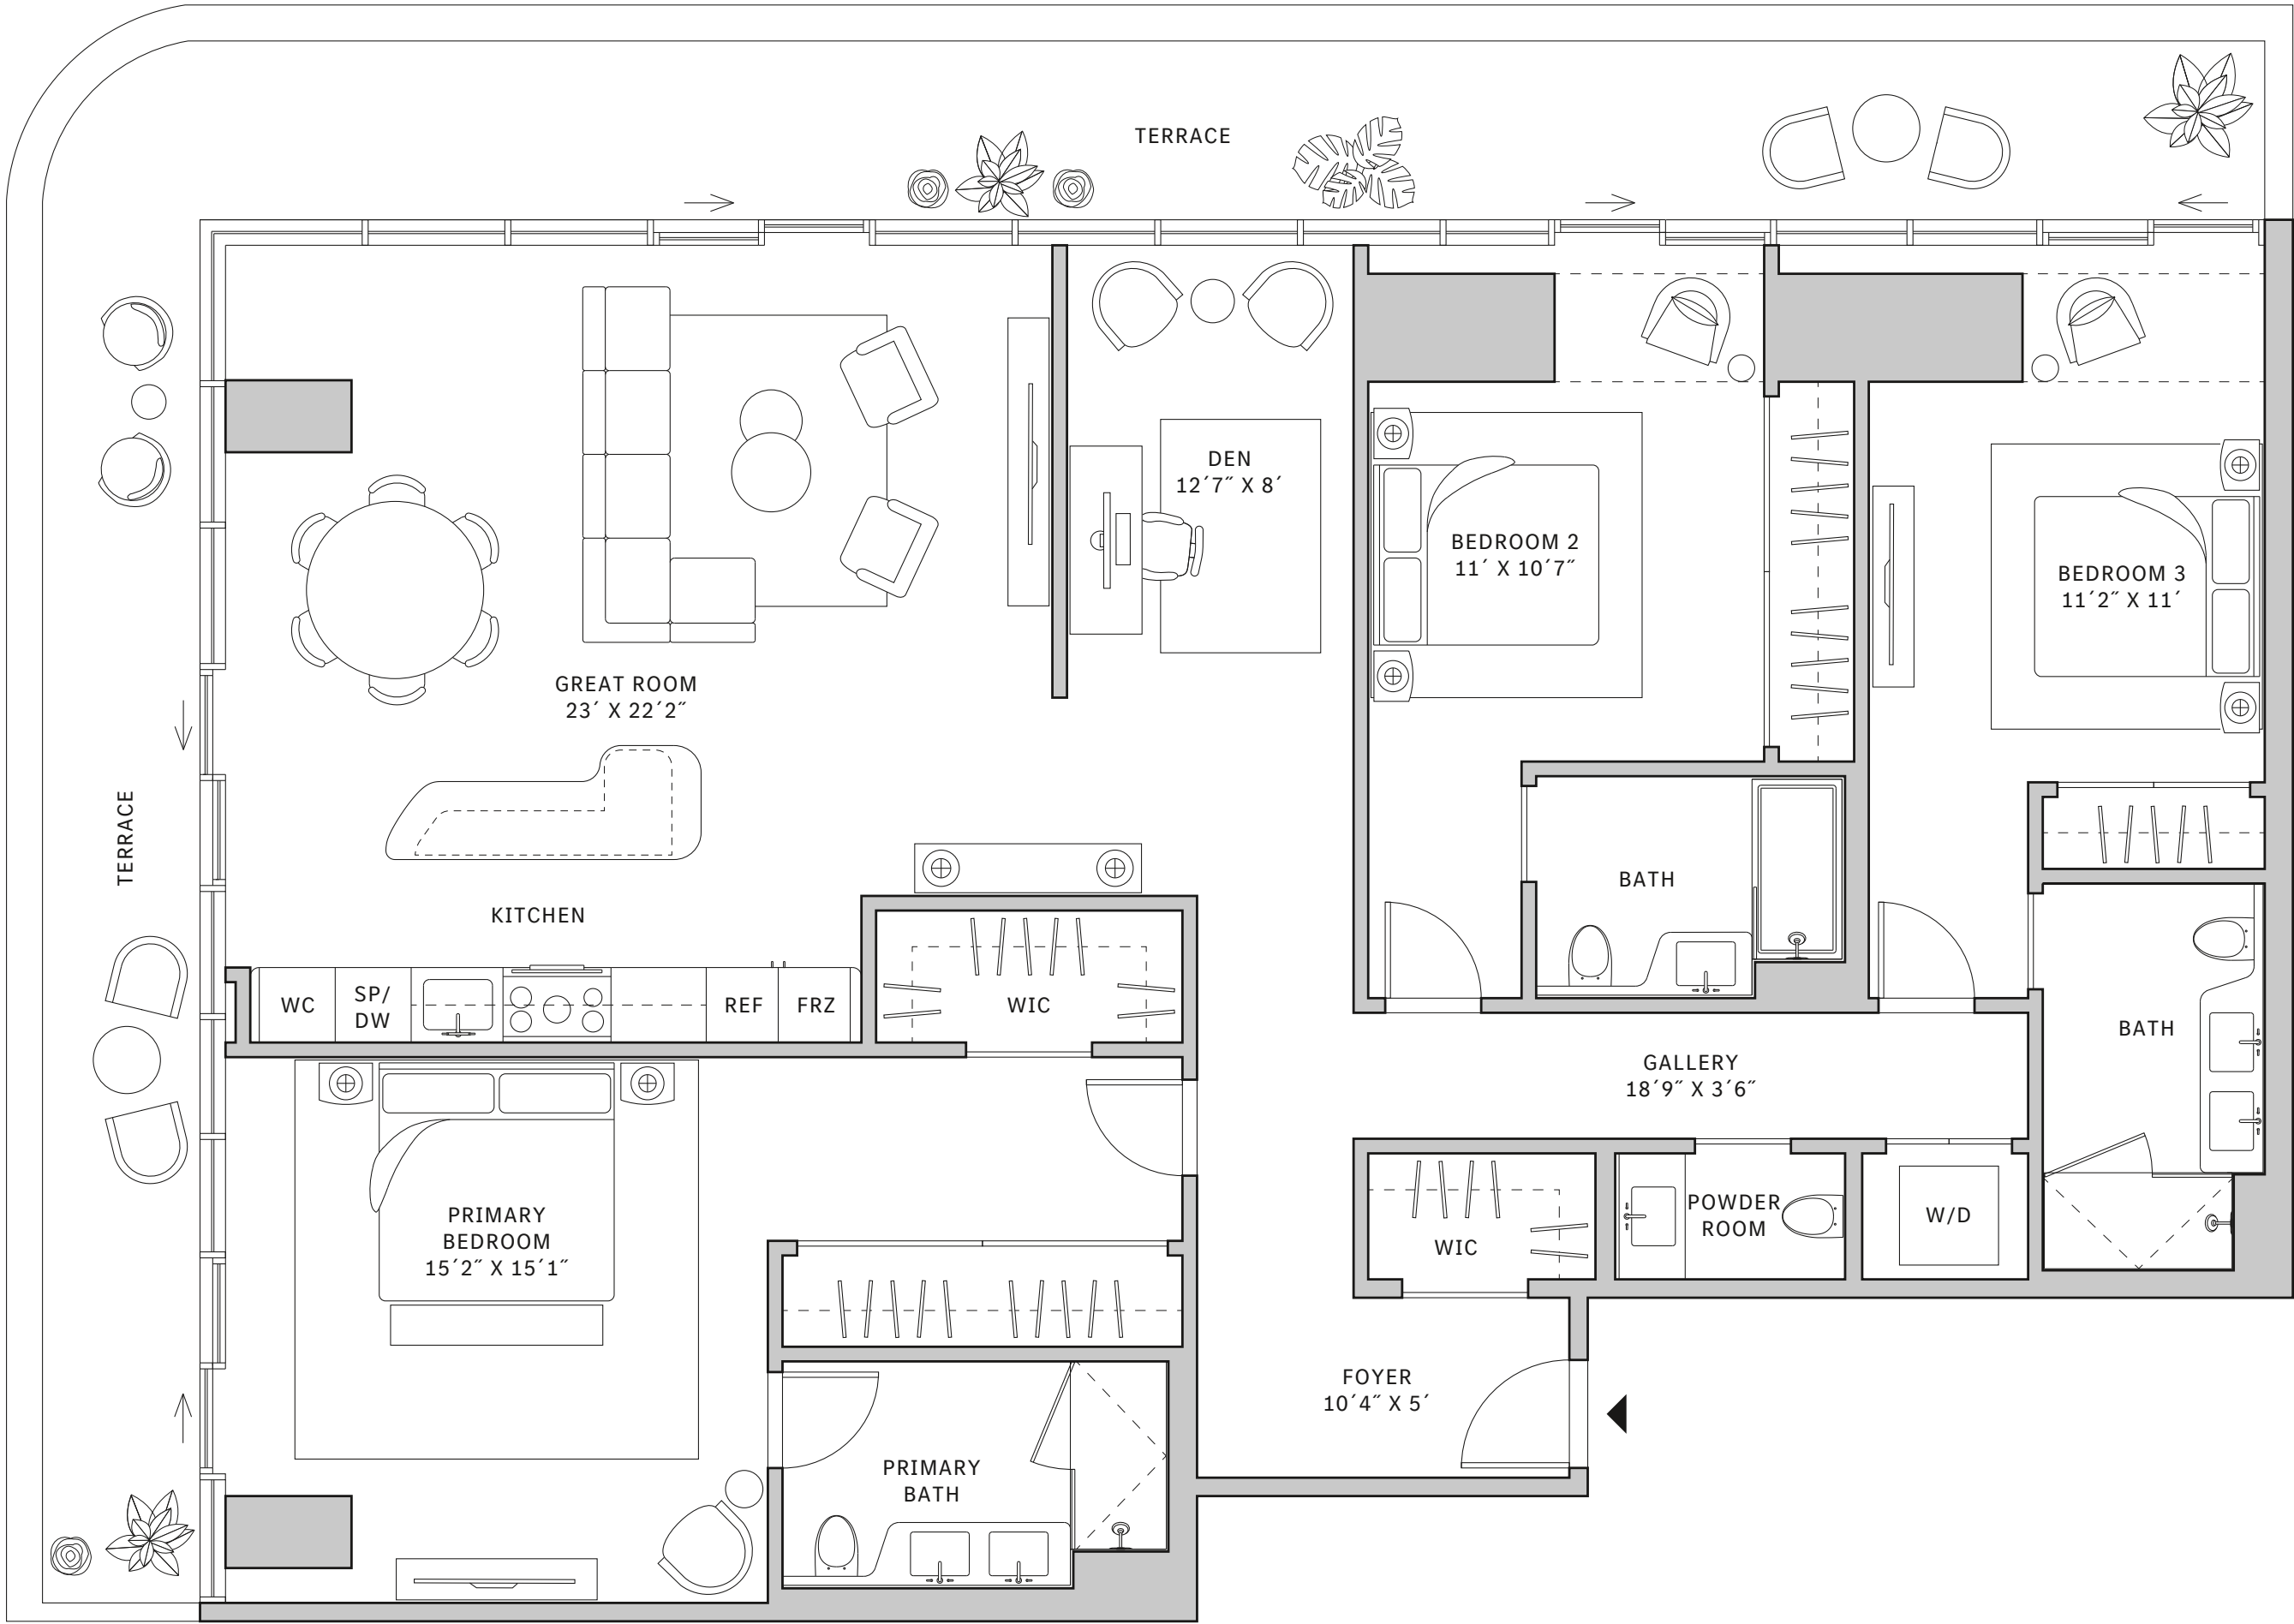 TERRACE
DEN
12´7˝ X 8´
BEDROOM 2
11´ X 10´7˝
BEDROOM 3
11´2˝ X 11´
GREAT ROOM
23´ X 22´2˝
TERRACE
KITCHEN
BATH
WC
SP/
DW
REF
FRZ
WIC
BATH
GALLERY
18´9˝ X 3´6˝
PRIMARY
BEDROOM
15´2˝ X 15´1˝
WIC
POWDER
ROOM
W/D
FOYER
10´4˝ X 5´
PRIMARY
BATH